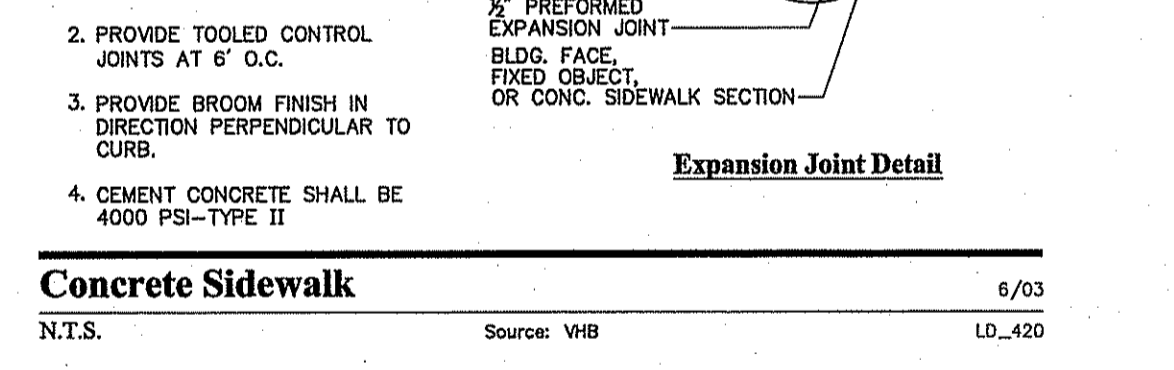 2. PROVIDE TOOLED CONTROL
JOINTS AT 6' O.C.
3. PROVIDE BROOM FINISH IN
DIRECTION PERPENDICULAR TO
CURB.
4. CEMENT CONCRETE SHALL BE
4000 PSI–TYPE II
½" PREFORMED
EXPANSION JOINT
BLDG. FACE,
FIXED OBJECT,
OR CONC. SIDEWALK SECTION
Expansion Joint Detail
Concrete Sidewalk
6/03
N.T.S.
Source: VHB
LD_420